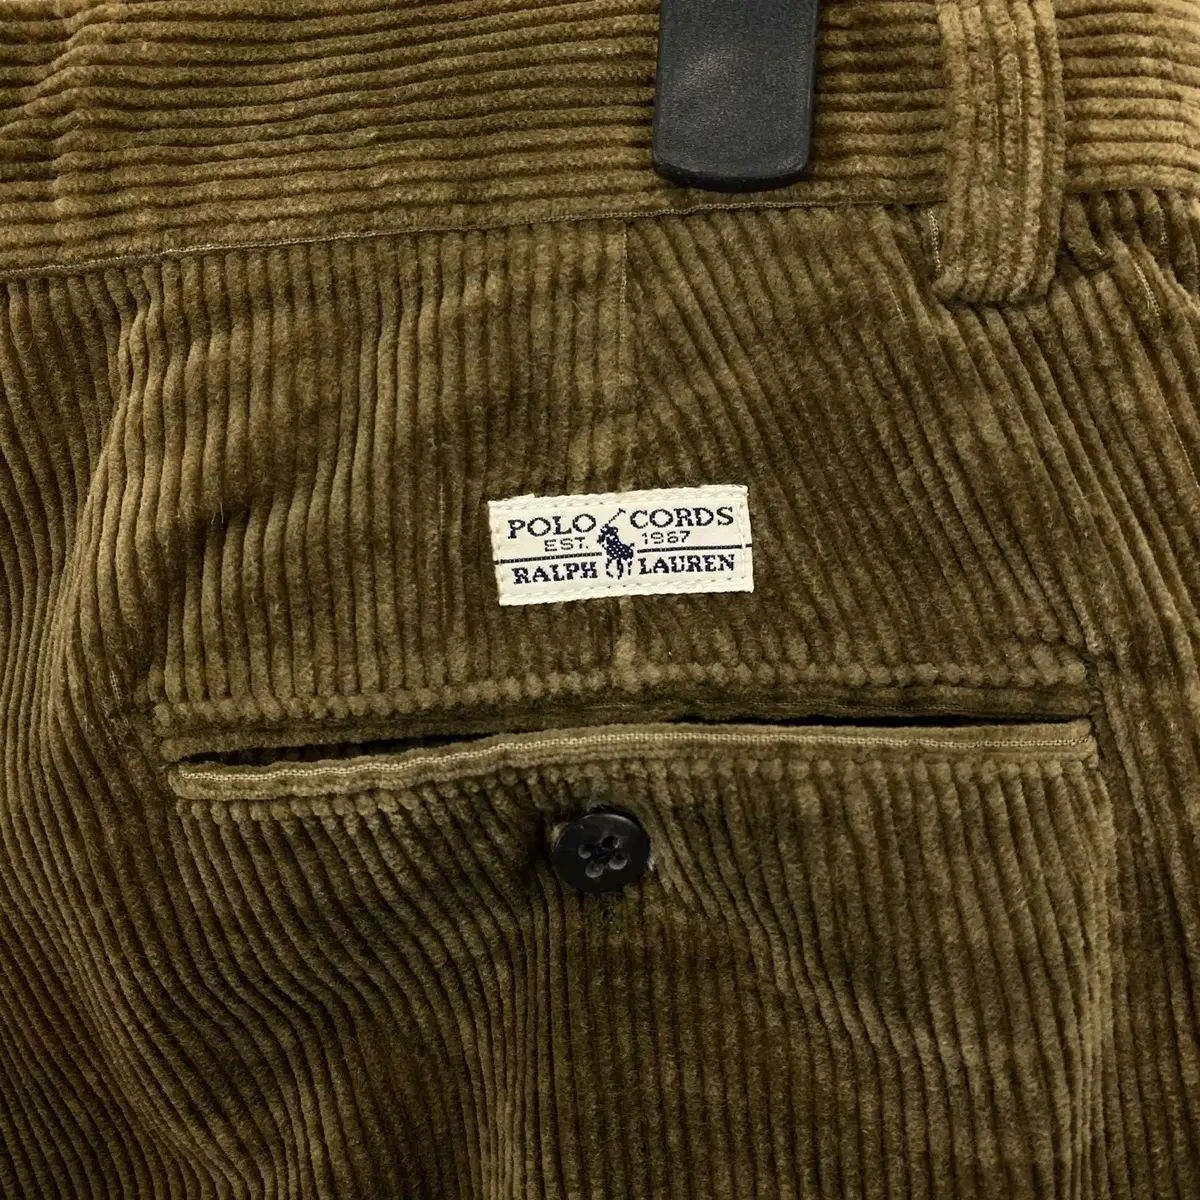 POLO CORDS
EST. 1967
RALPH LAUREN